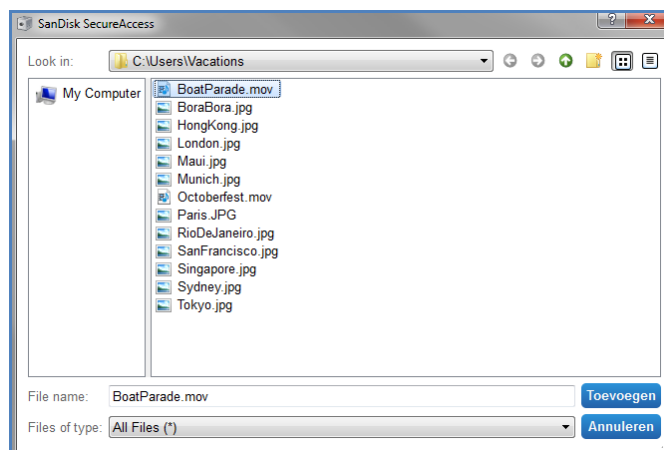 SanDisk SecureAccess
Look in: C:\Users\Vacations
My Computer
BoatParade.mov
BoraBora.jpg
HongKong.jpg
London.jpg
Maui.jpg
Munich.jpg
Octoberfest.mov
Paris.JPG
RioDeJaneiro.jpg
SanFrancisco.jpg
Singapore.jpg
Sydney.jpg
Tokyo.jpg
File name: BoatParade.mov Toevoegen
Files of type: All Files (*) Annuleren